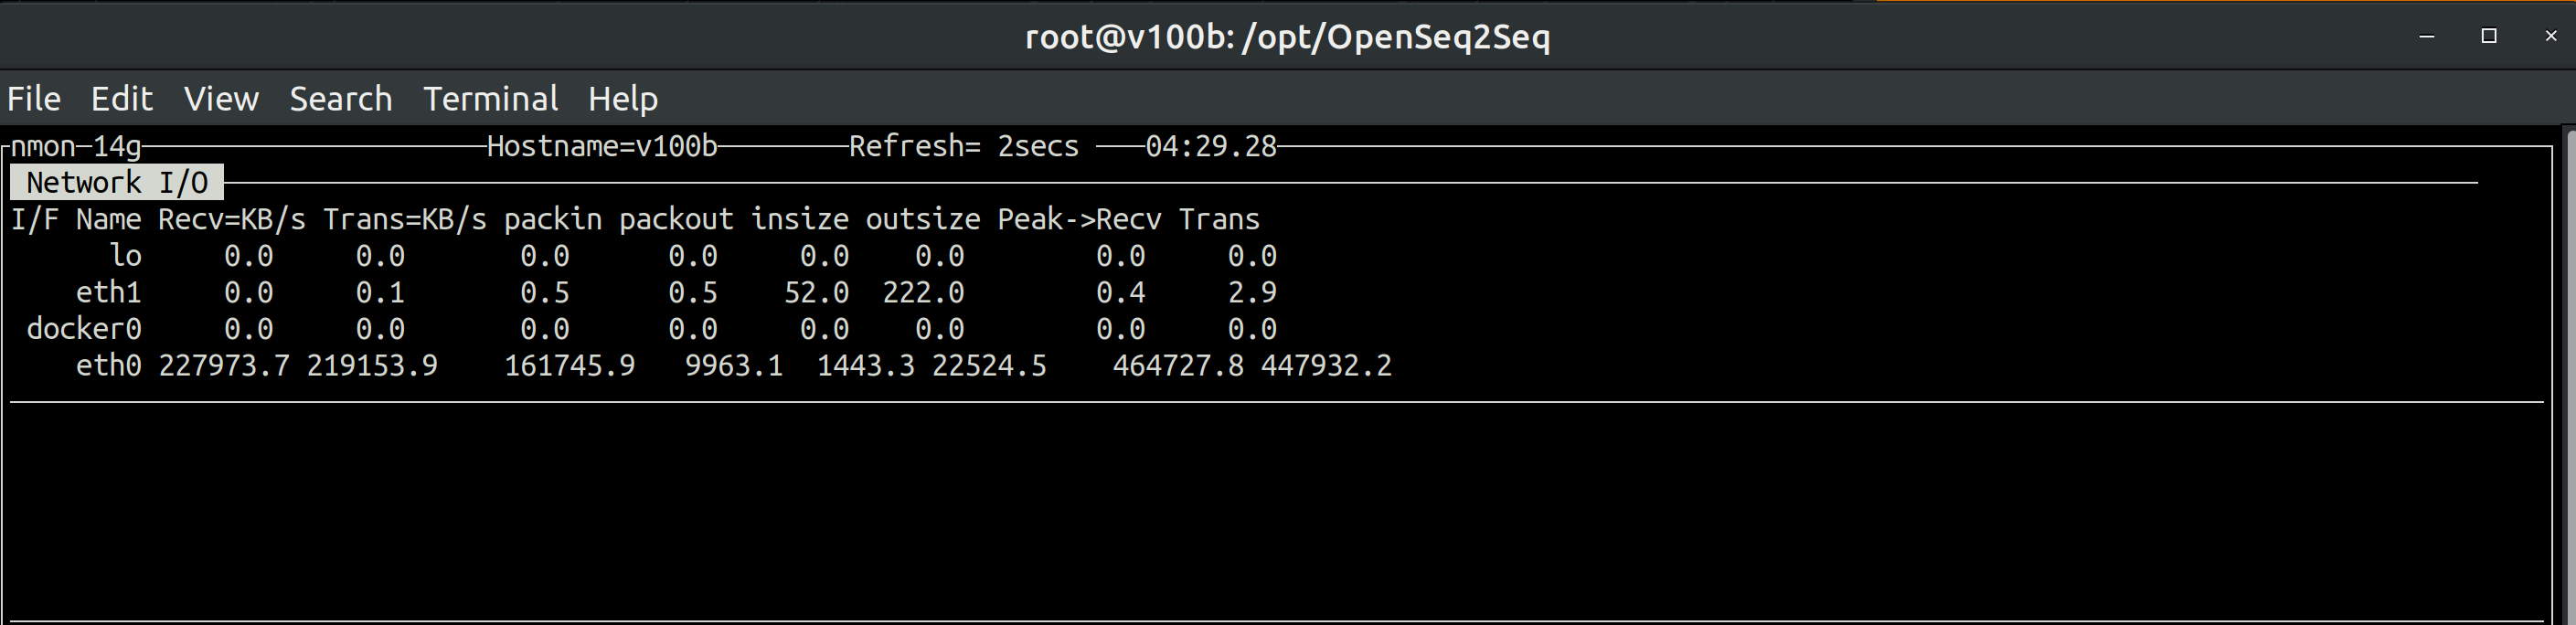 root@v100b: /opt/OpenSeq2Seq
File Edit View Search Terminal Help
nmon-14g Hostname=v100b Refresh= 2secs 04:29.28
Network I/O
I/F Name Recv=KB/s Trans=KB/s packin packout insize outsize Peak->Recv Trans
lo 0.0 0.0 0.0 0.0 0.0 0.0 0.0 0.0
eth1 0.0 0.1 0.5 0.5 52.0 222.0 0.4 2.9
docker0 0.0 0.0 0.0 0.0 0.0 0.0 0.0 0.0
eth0 227973.7 219153.9 161745.9 9963.1 1443.3 22524.5 464727.8 447932.2